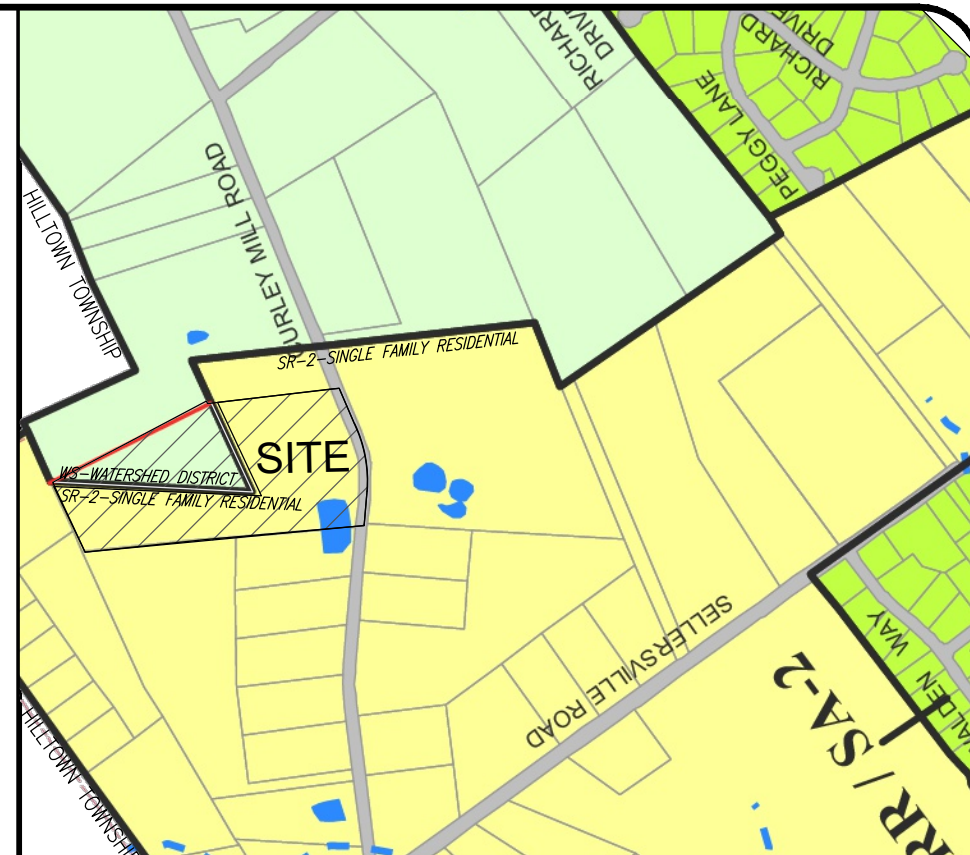 RICHARD
DRIVE
RICHARD
DRIVE
PEGGY LANE
HILLTOWN TOWNSHIP
URLEY MILL ROAD
SR-2-SINGLE FAMILY RESIDENTIAL
SITE
WS-WATERSHED DISTRICT
SR-2-SINGLE FAMILY RESIDENTIAL
SELLERSVILLE ROAD
WAY
ALDEN
RR / SA-2
HILLTOWN TOWNSHIP